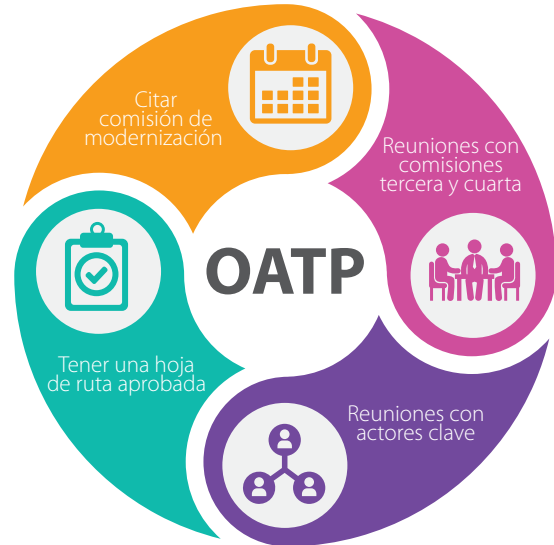 Citar
comisión de
modernización
Reuniones con
comisiones
tercera y cuarta
OATP
Tener una hoja
de ruta aprobada
Reuniones con
actores clave